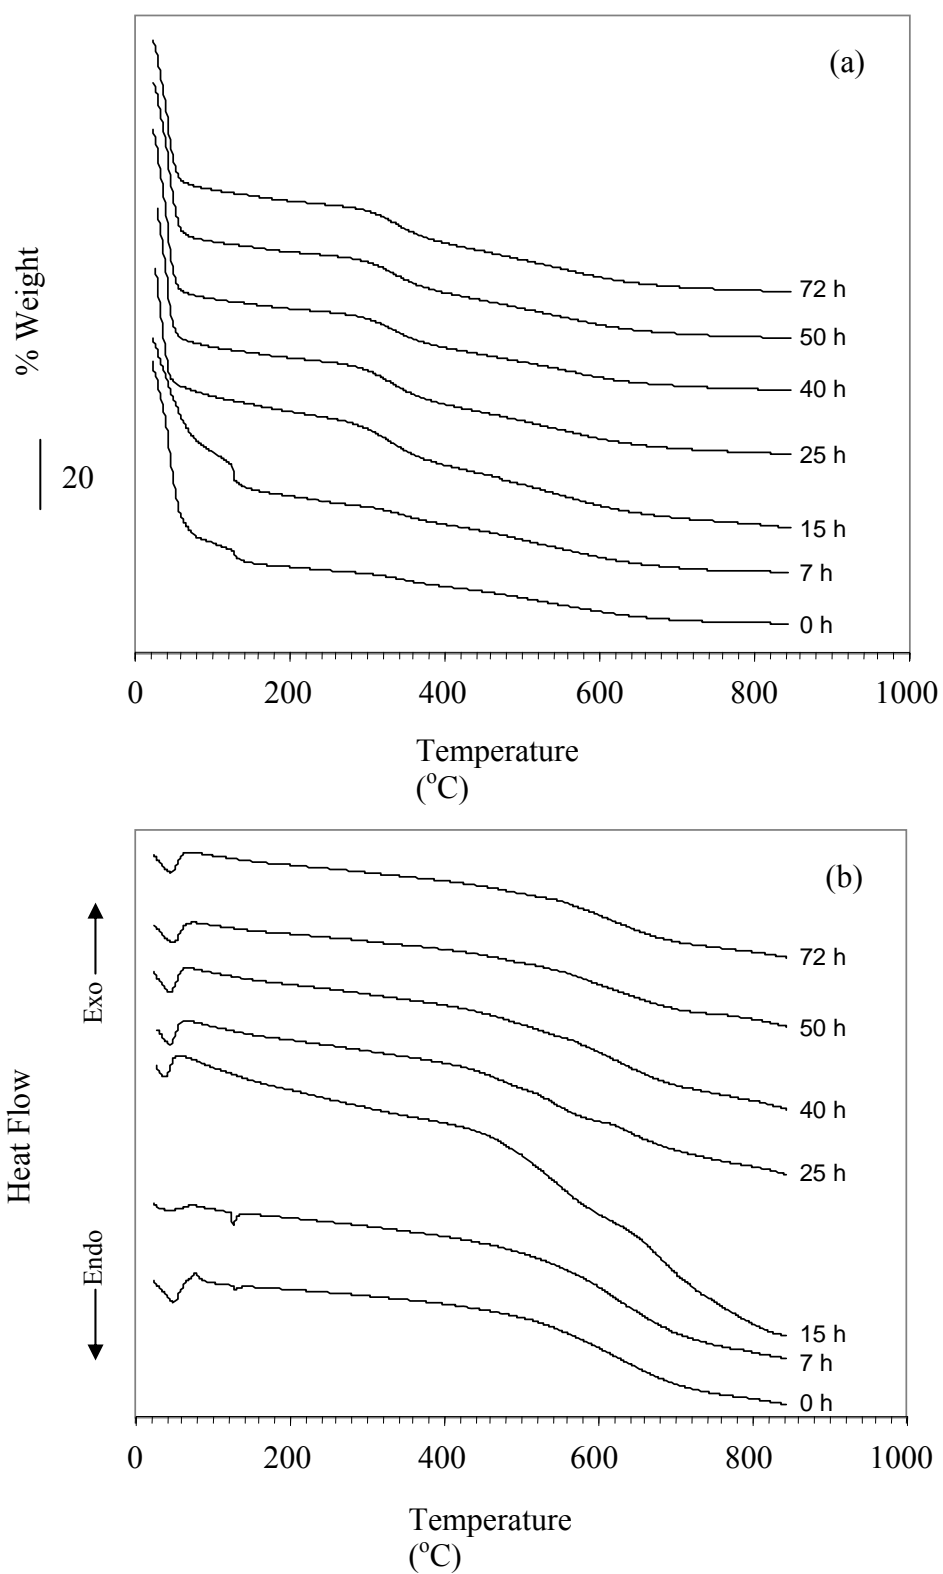 (a)
% Weight
20
72 h
50 h
40 h
25 h
15 h
7 h
0 h
0 200 400 600 800 1000
Temperature
(°C)
(b)
Exo
Heat Flow
Endo
72 h
50 h
40 h
25 h
15 h
7 h
0 h
0 200 400 600 800 1000
Temperature
(°C)